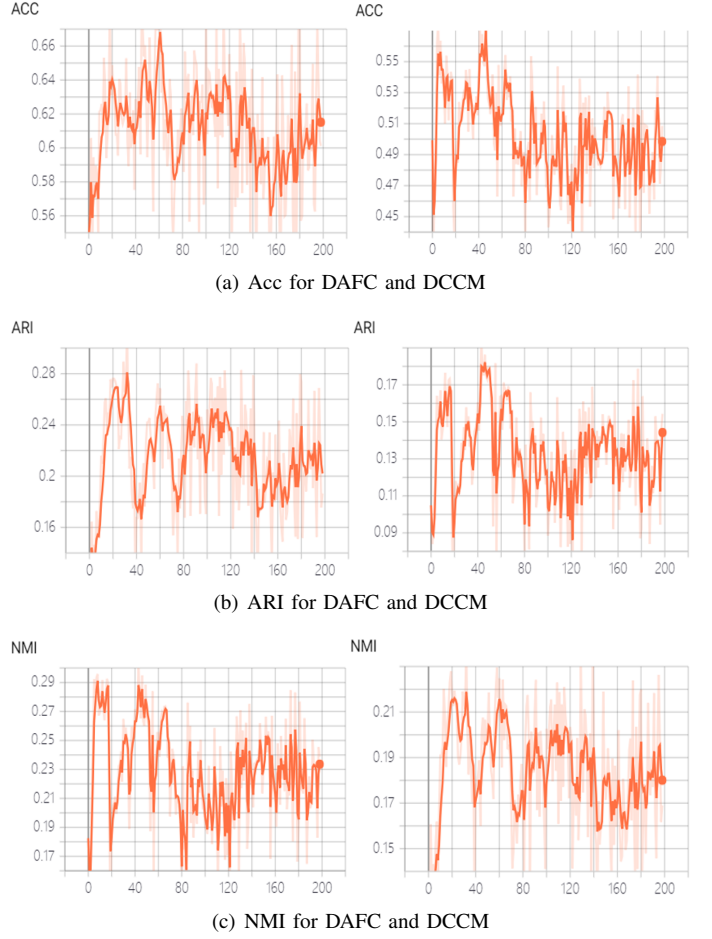 ACC
ACC
0.66
0.64
0.62
0.6
0.58
0.56
0 40 80 120 160 200
0.55
0.53
0.51
0.49
0.47
0.45
0 40 80 120 160 200
(a) Acc for DAFC and DCCM
ARI
ARI
0.28
0.24
0.2
0.16
0 40 80 120 160 200
0.17
0.15
0.13
0.11
0.09
0 40 80 120 160 200
(b) ARI for DAFC and DCCM
NMI
NMI
0.29
0.27
0.25
0.23
0.21
0.19
0.17
0 40 80 120 160 200
0.21
0.19
0.17
0.15
0 40 80 120 160 200
(c) NMI for DAFC and DCCM